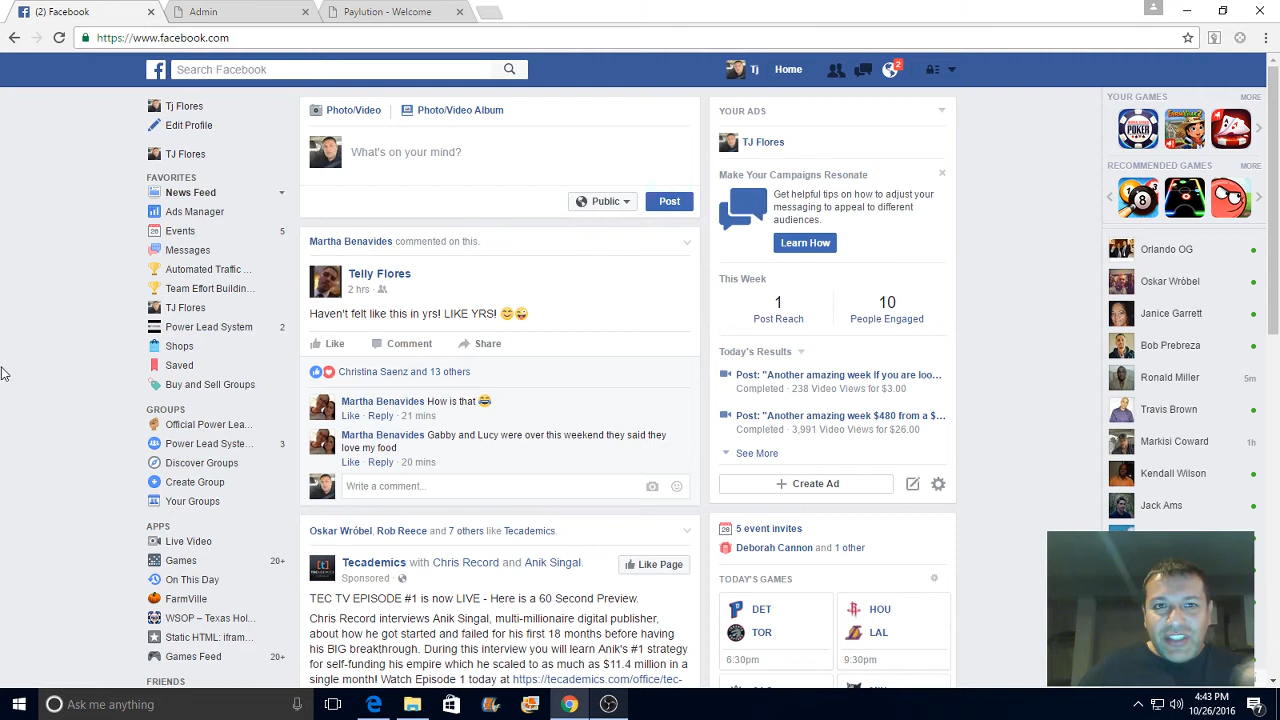 (2) Facebook
Admin
Paylution - Welcome
https://www.facebook.com
Search Facebook
Tj
Home
2
Tj Flores
Edit Profile
TJ Flores
FAVORITES
News Feed
Ads Manager
Events 5
Messages
Automated Traffic ...
Team Effort Buildin...
TJ Flores
Power Lead System 2
Shops
Saved
Buy and Sell Groups
GROUPS
Official Power Lea...
Power Lead Syste... 3
Discover Groups
Create Group
Your Groups
APPS
Live Video
Games 20+
On This Day
FarmVille
WSOP – Texas Hol...
Static HTML: ifram...
Games Feed 20+
FRIENDS
Photo/Video
Photo/Video Album
What's on your mind?
Public
Post
Martha Benavides commented on this.
Telly Flores
2 hrs ·
Haven't felt like this in yrs! LIKE YRS! 😊😜
Like Comment Share
Christina Saenz and 13 others
Martha Benavides How is that 😂
Like · Reply · 21 mins
Martha Benavides Gabby and Lucy were over this weekend they said they
love my food
Like · Reply · 20 mins
Write a comment...
Oskar Wróbel, Rob Reece and 7 others like Tecademics.
Tecademics with Chris Record and Anik Singal.
Sponsored ·
Like Page
TEC TV EPISODE #1 is now LIVE - Here is a 60 Second Preview.
Chris Record interviews Anik Singal, multi-millionaire digital publisher,
about how he got started and failed for his first 18 months before having
his BIG breakthrough. During this interview you will learn Anik's #1 strategy
for self-funding his empire which he scaled to as much as $11.4 million in a
single month! Watch Episode 1 today at https://tecademics.com/office/tec-
YOUR ADS
TJ Flores
Make Your Campaigns Resonate
Get helpful tips on how to adjust your
messaging to appeal to different
audiences.
Learn How
This Week
1
Post Reach
10
People Engaged
Today's Results
Post: "Another amazing week If you are loo...
Completed · 238 Video Views for $3.00
Post: "Another amazing week $480 from a $...
Completed · 3,991 Video Views for $26.00
See More
Create Ad
5 event invites
Deborah Cannon and 1 other
TODAY'S GAMES
DET
TOR
6:30pm
HOU
LAL
9:30pm
YOUR GAMES MORE
POKER
RECOMMENDED GAMES MORE
8
Orlando OG
Oskar Wròbel
Janice Garrett
Bob Prebreza
Ronald Miller 5m
Travis Brown
Markisi Coward 1h
Kendall Wilson
Jack Ams
Ask me anything
4:43 PM
10/26/2016